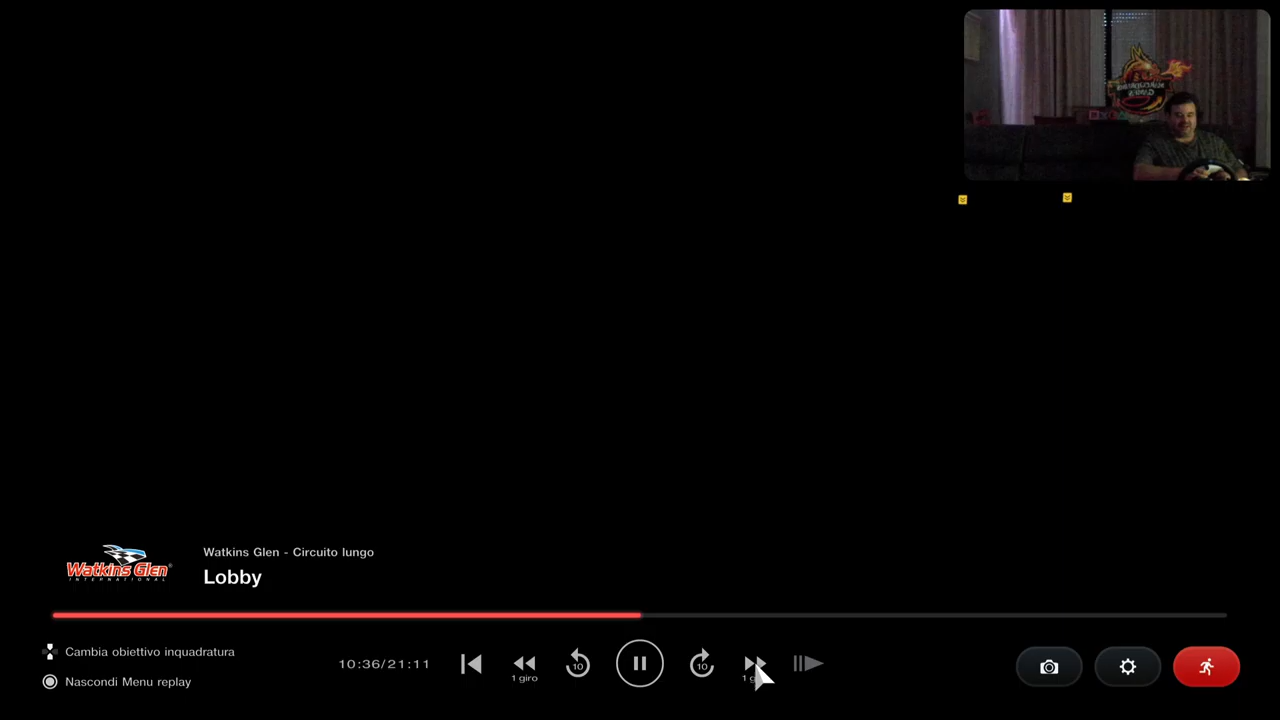 Watkins Glen - Circuito lungo
Lobby
Watkins Glen
INTERNATIONAL
Cambia obiettivo inquadratura
Nascondi Menu replay
10:36/21:11
1 giro
10
10